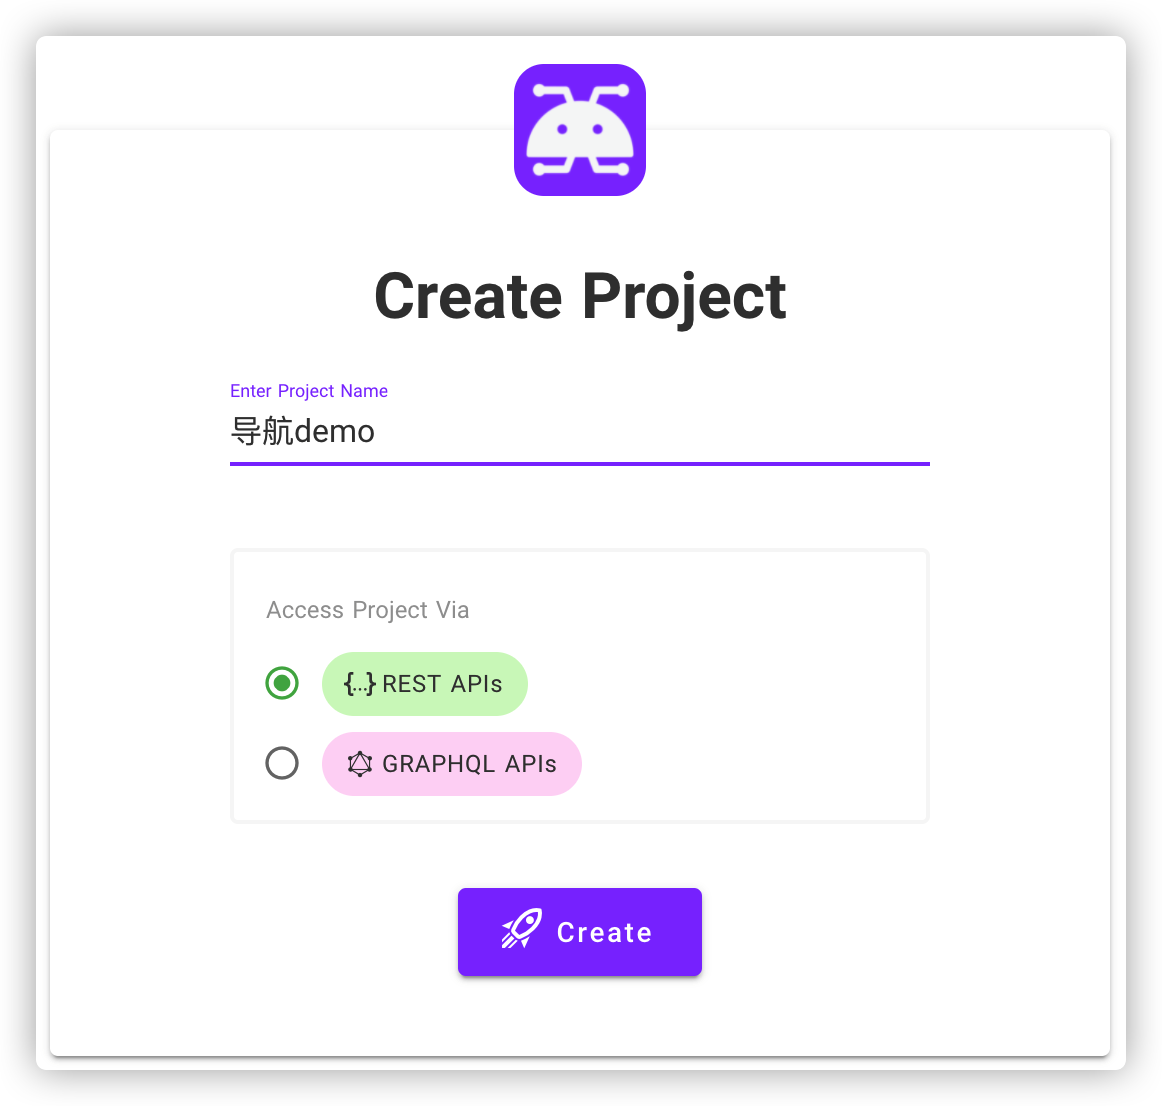 Create Project
Enter Project Name
导航demo
Access Project Via
{...} REST APIs
GRAPHQL APIs
Create